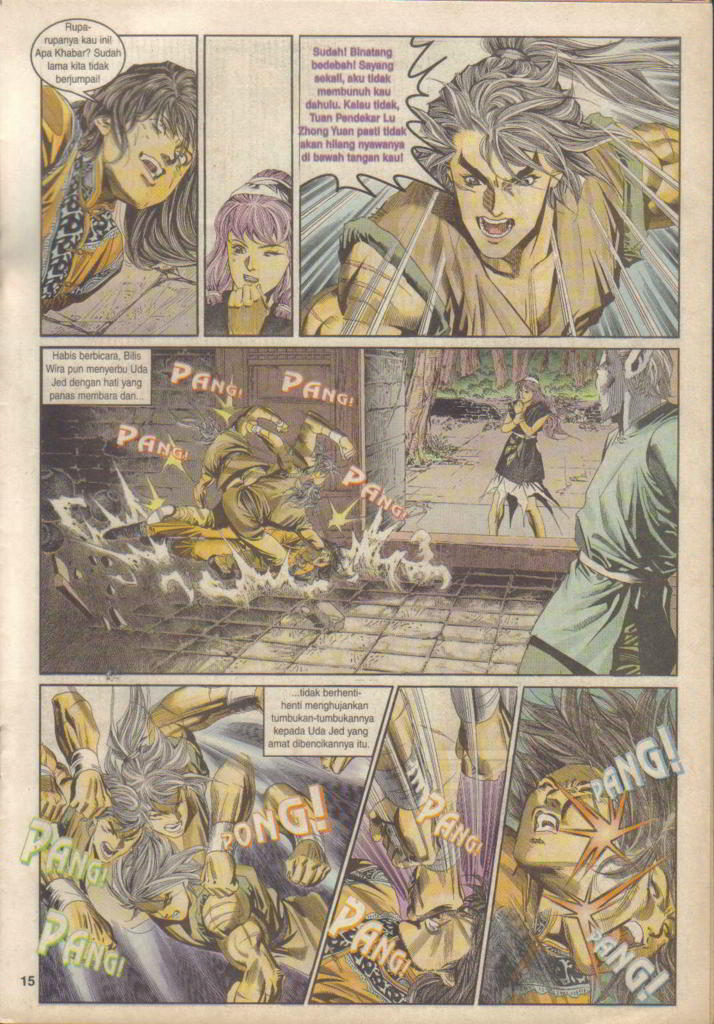 Rupa-
rupanya kau ini!
Apa Khabar? Sudah
lama kita tidak
berjumpai!
Sudah! Binatang
bedebah! Sayang
sekali, aku tidak
membunuh kau
dahulu. Kalau tidak,
Tuan Pendekar Lu
Zhong Yuan pasti tidak
akan hilang nyawanya
di bawah tangan kau!
Habis berbicara, Bilis
Wira pun menyerbu Uda
Jed dengan hati yang
panas membara dan...
PANG!
PANG!
PANG!
PANG!
...tidak berhenti-
henti menghujankan
tumbukan-tumbukannya
kepada Uda Jed yang
amat dibencikannya itu.
PONG!
PANG!
PANG!
PANG!
PANG!
PANG!
PANG!
15